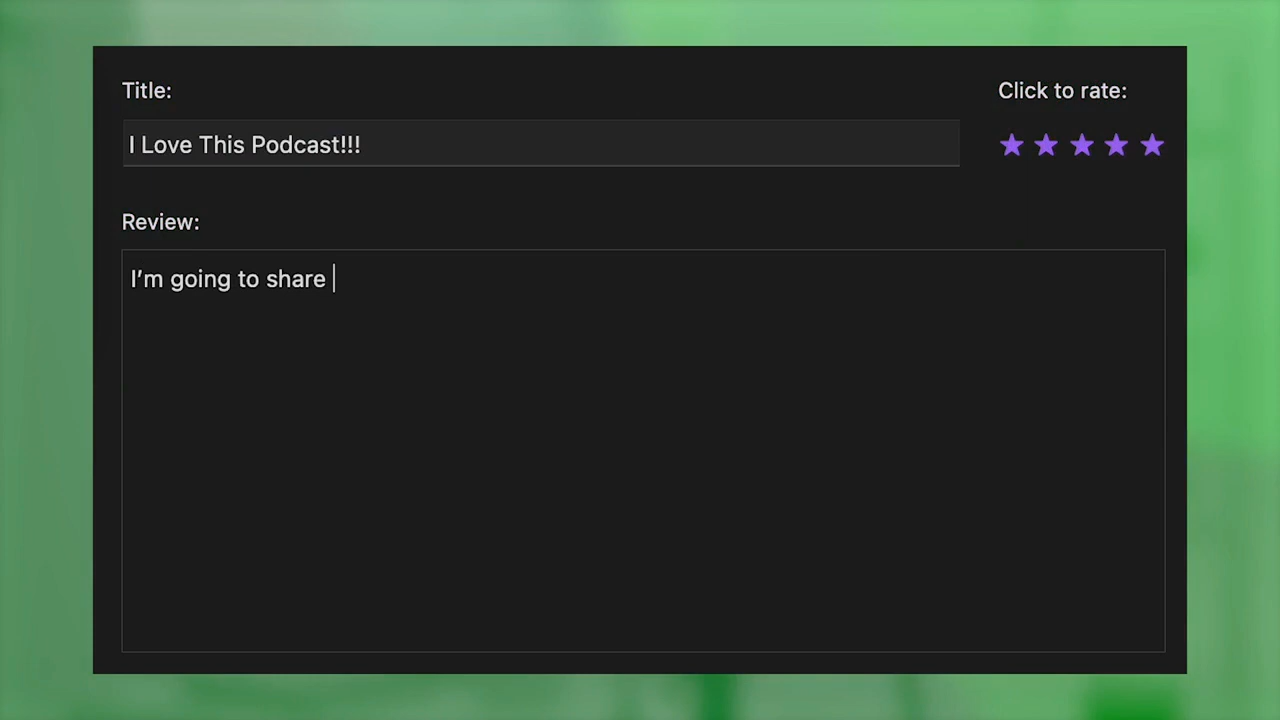 Title:
Click to rate:
I Love This Podcast!!!
Review:
I’m going to share